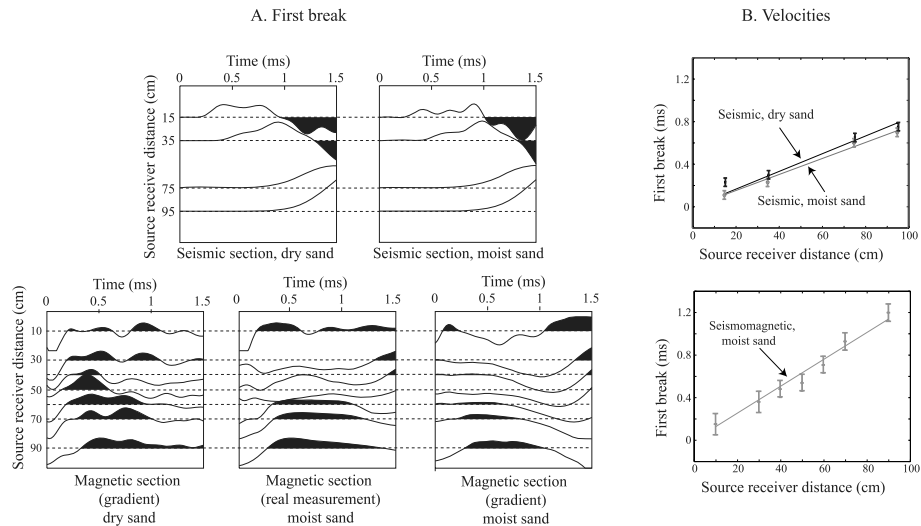 A. First break
B. Velocities
Time (ms)
Time (ms)
0 0.5 1 1.5
0 0.5 1 1.5
Source receiver distance (cm)
15
35
75
95
Seismic section, dry sand
Seismic section, moist sand
Time (ms)
Time (ms)
Time (ms)
0 0.5 1.0 1.5
0 0.5 1.0 1.5
0 0.5 1.0 1.5
Source receiver distance (cm)
10
30
50
70
90
Magnetic section
(gradient)
dry sand
Magnetic section
(real measurement)
moist sand
Magnetic section
(gradient)
moist sand
First break (ms)
1.2
0.8
0.4
0
Seismic, dry sand
Seismic, moist sand
0 20 40 60 80 100
Source receiver distance (cm)
First break (ms)
1.2
0.8
0.4
0
Seismomagnetic,
moist sand
0 20 40 60 80 100
Source receiver distance (cm)